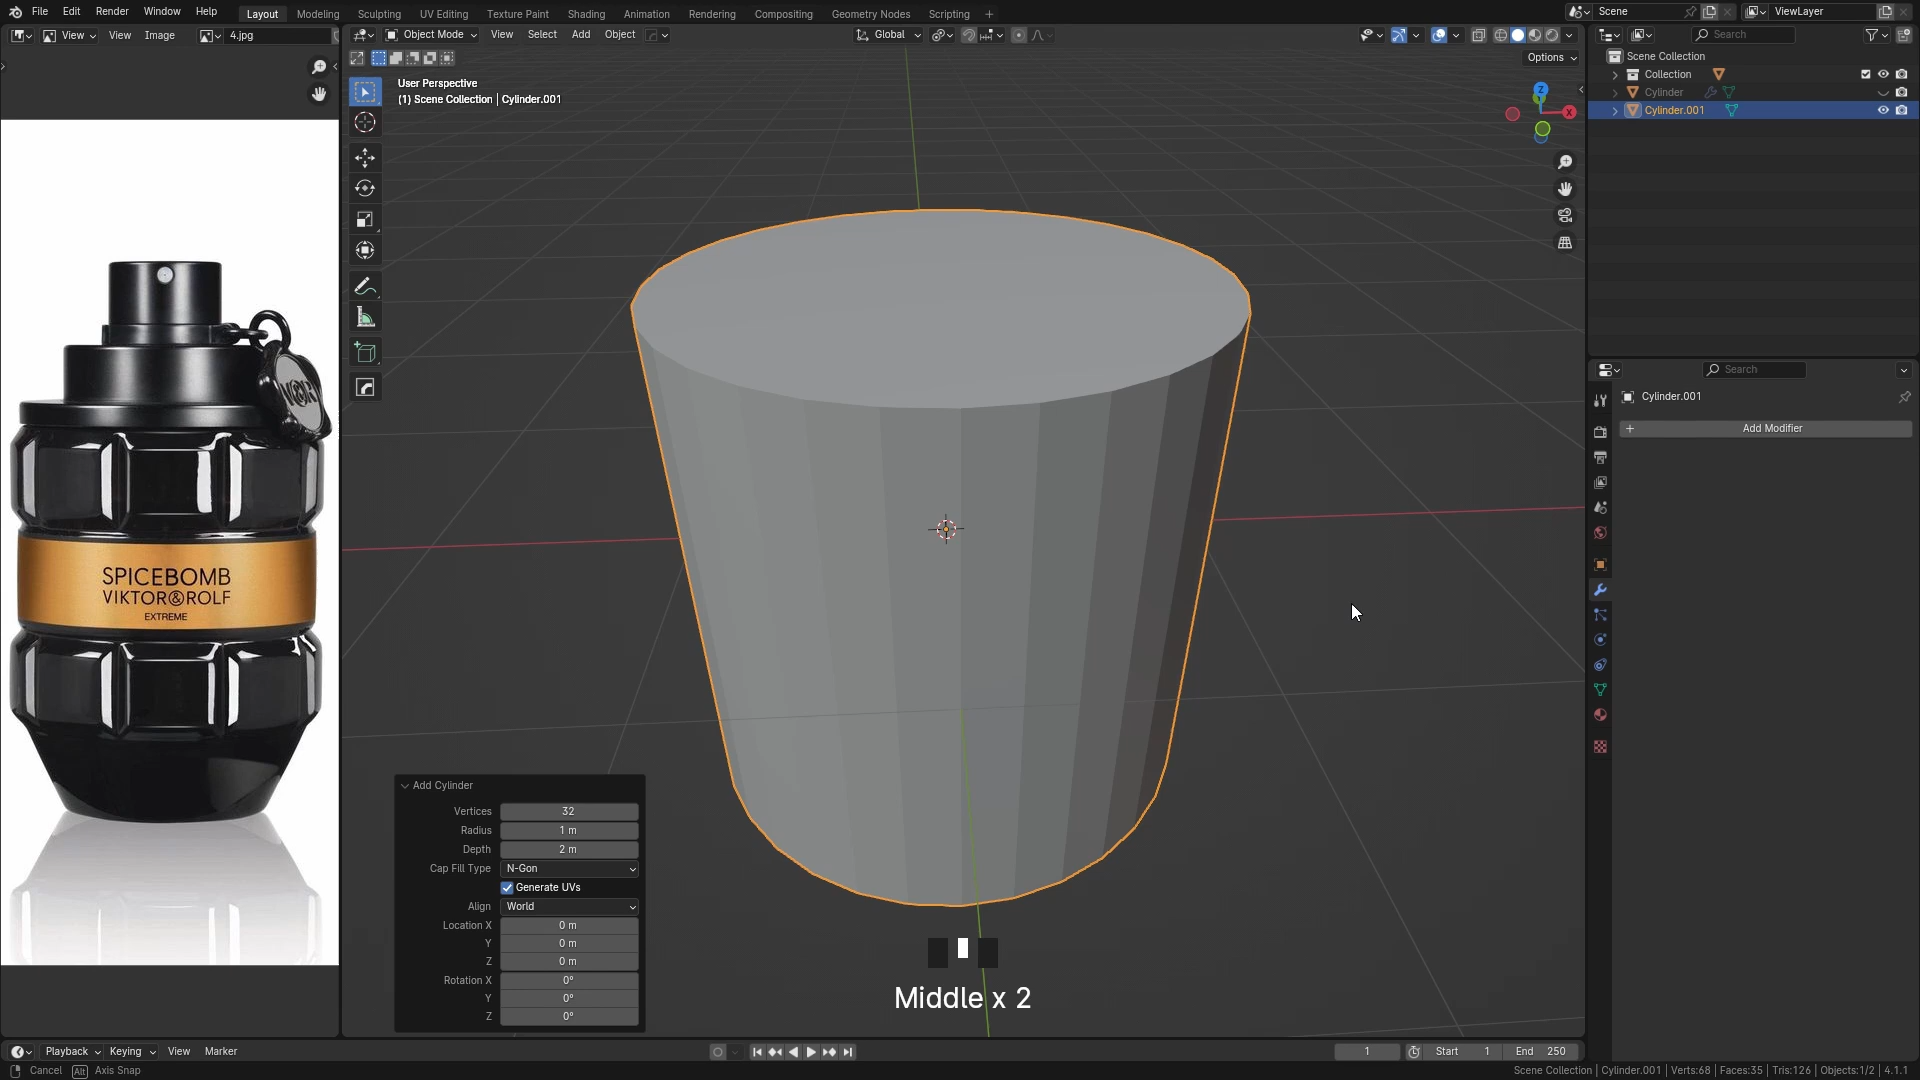 File Edit Render Window Help
Layout Modeling Sculpting UV Editing Texture Paint Shading Animation Rendering Compositing Geometry Nodes Scripting +
Scene
ViewLayer
View View Image 4.jpg
Object Mode View Select Add Object
Global
Options
User Perspective
(1) Scene Collection | Cylinder.001
Z
X
Search
Scene Collection
Collection
Cylinder
Cylinder.001
Search
Cylinder.001
+ Add Modifier
SPICEBOMB
VIKTOR&ROLF
EXTREME
Add Cylinder
Vertices 32
Radius 1 m
Depth 2 m
Cap Fill Type N-Gon
Generate UVs
Align World
Location X 0 m
Y 0 m
Z 0 m
Rotation X 0°
Y 0°
Z 0°
Middle x 2
Playback Keying View Marker
1 Start 1 End 250
Cancel Alt Axis Snap
Scene Collection | Cylinder.001 | Verts:68 | Faces:35 | Tris:126 | Objects:1/2 | 4.1.1